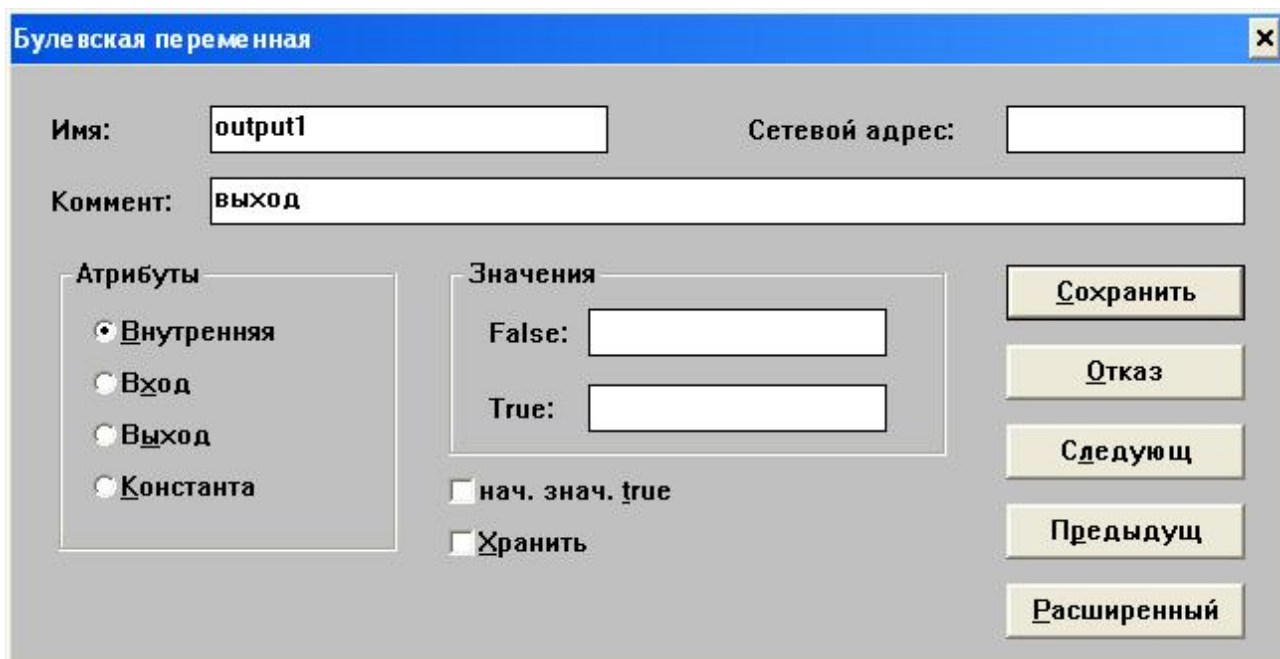 Булевская переменная
Имя: output1 Сетевой адрес:
Коммент: выход
Атрибуты
Внутренняя
Вход
Выход
Константа
Значения
False:
True:
нач. знач. true
Хранить
Сохранить
Отказ
Следующ
Предыдущ
Расширенный